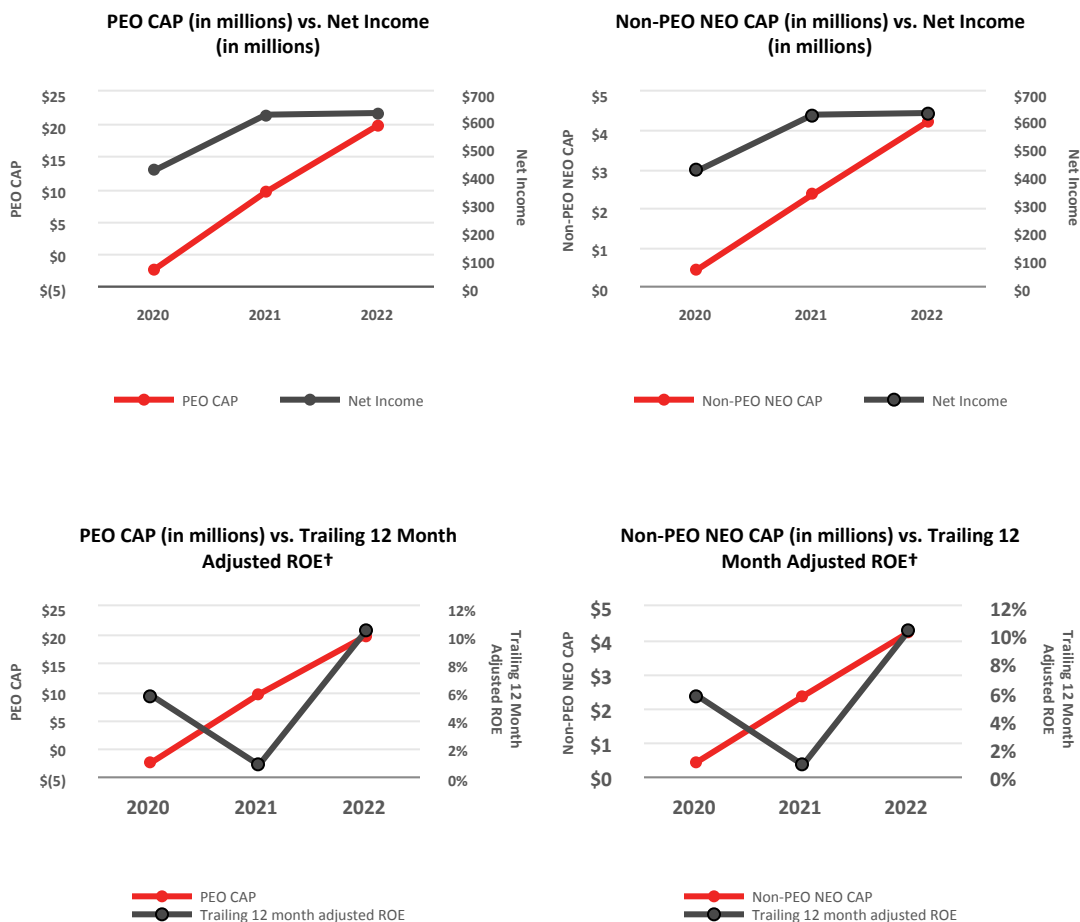 PEO CAP (in millions) vs. Net Income
(in millions)
$25
$20
$15
$10
$5
$0
$(5)
PEO CAP
$700
$600
$500
$400
$300
$200
$100
$0
Net Income
2020
2021
2022
PEO CAP
Net Income
Non-PEO NEO CAP (in millions) vs. Net Income
(in millions)
$5
$4
$3
$2
$1
$0
Non-PEO NEO CAP
$700
$600
$500
$400
$300
$200
$100
$0
Net Income
2020
2021
2022
Non-PEO NEO CAP
Net Income
PEO CAP (in millions) vs. Trailing 12 Month
Adjusted ROE†
$25
$20
$15
$10
$5
$0
$(5)
PEO CAP
12%
10%
8%
6%
4%
2%
0%
Trailing 12 Month
Adjusted ROE
2020
2021
2022
PEO CAP
Trailing 12 month adjusted ROE
Non-PEO NEO CAP (in millions) vs. Trailing 12
Month Adjusted ROE†
$5
$4
$3
$2
$1
$0
Non-PEO NEO CAP
12%
10%
8%
6%
4%
2%
0%
Trailing 12 Month
Adjusted ROE
2020
2021
2022
Non-PEO NEO CAP
Trailing 12 month adjusted ROE